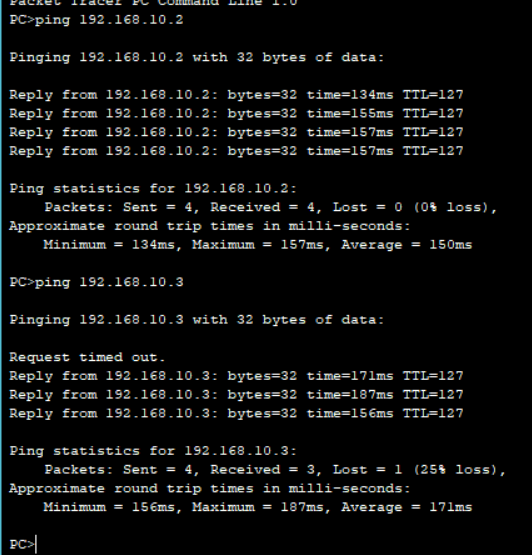 Packet Tracer PC Command Line 1.0
PC>ping 192.168.10.2
Pinging 192.168.10.2 with 32 bytes of data:
Reply from 192.168.10.2: bytes=32 time=134ms TTL=127
Reply from 192.168.10.2: bytes=32 time=155ms TTL=127
Reply from 192.168.10.2: bytes=32 time=157ms TTL=127
Reply from 192.168.10.2: bytes=32 time=157ms TTL=127
Ping statistics for 192.168.10.2:
Packets: Sent = 4, Received = 4, Lost = 0 (0% loss),
Approximate round trip times in milli-seconds:
Minimum = 134ms, Maximum = 157ms, Average = 150ms
PC>ping 192.168.10.3
Pinging 192.168.10.3 with 32 bytes of data:
Request timed out.
Reply from 192.168.10.3: bytes=32 time=171ms TTL=127
Reply from 192.168.10.3: bytes=32 time=187ms TTL=127
Reply from 192.168.10.3: bytes=32 time=156ms TTL=127
Ping statistics for 192.168.10.3:
Packets: Sent = 4, Received = 3, Lost = 1 (25% loss),
Approximate round trip times in milli-seconds:
Minimum = 156ms, Maximum = 187ms, Average = 171ms
PC>